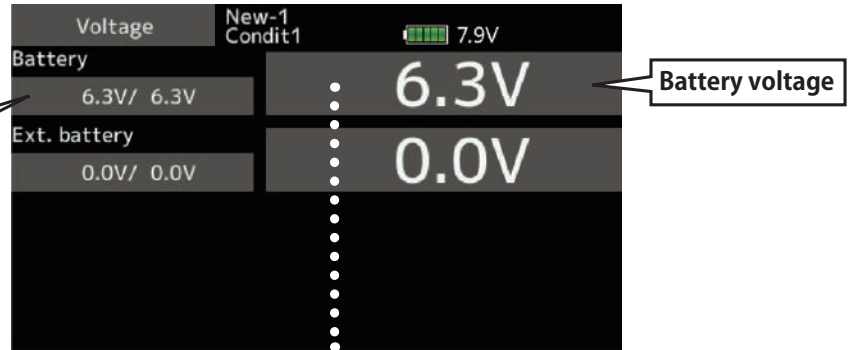 Voltage
New-1
Condit1
7.9V
Battery
6.3V/ 6.3V
6.3V
Battery voltage
Ext. battery
0.0V/ 0.0V
0.0V